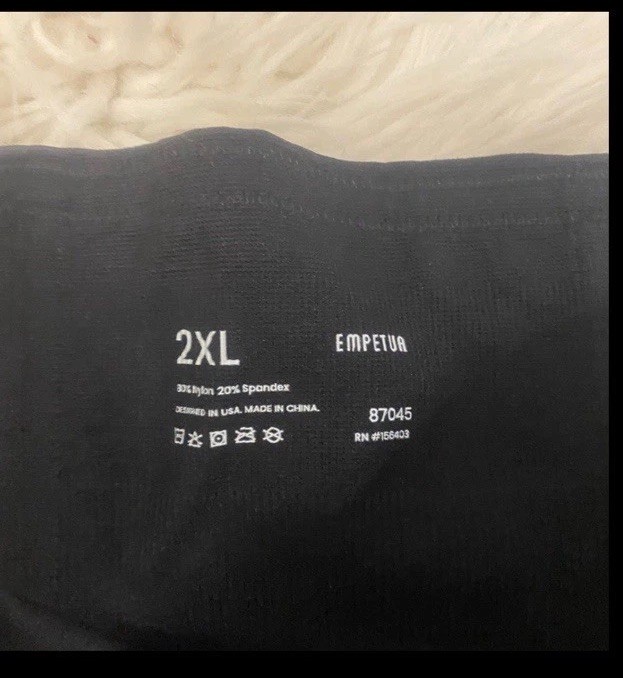 2XL
EMPETUA
80% Nylon 20% Spandex
DESIGNED IN USA. MADE IN CHINA.
87045
RN #156403